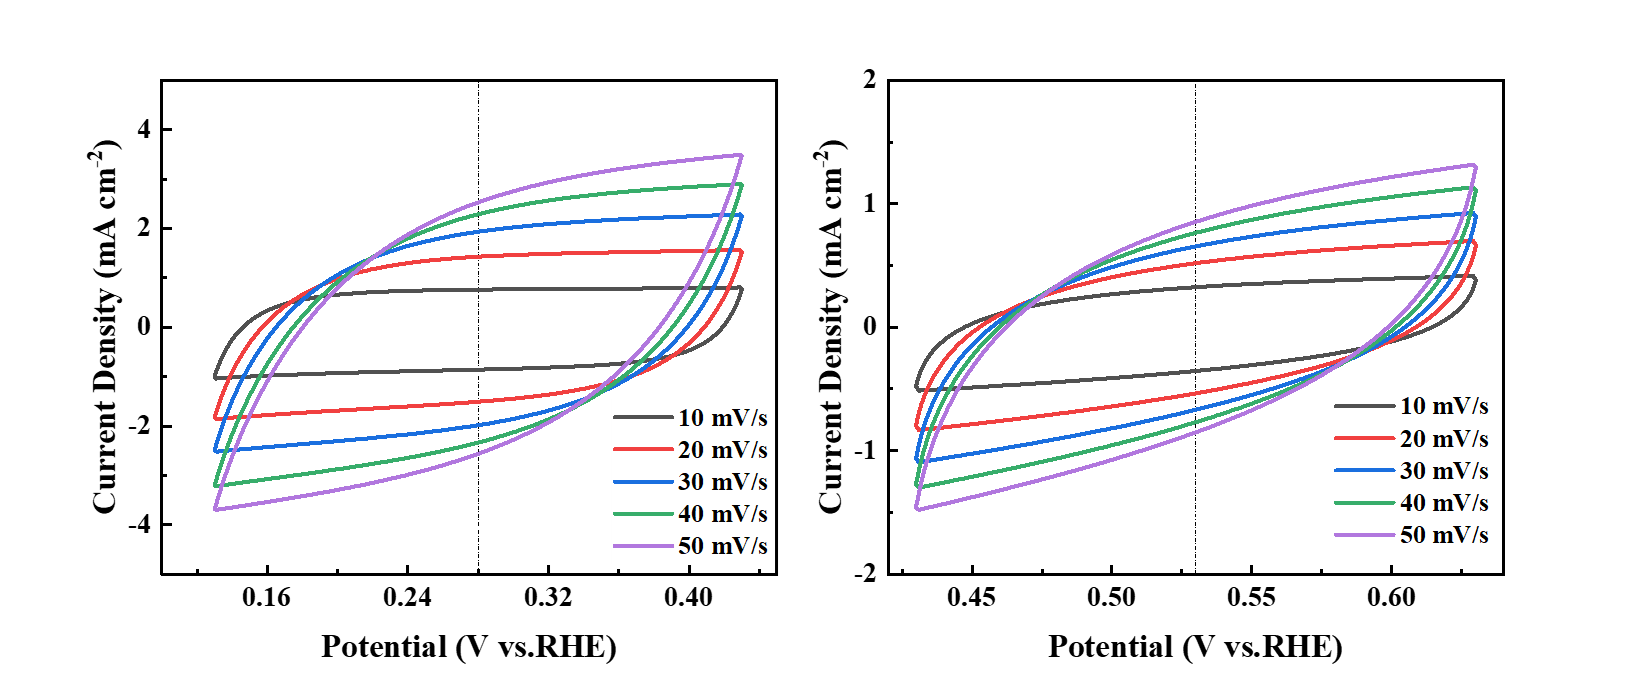 4
2
0
-2
-4
Current Density (mA cm-2)
10 mV/s
20 mV/s
30 mV/s
40 mV/s
50 mV/s
0.16 0.24 0.32 0.40
Potential (V vs.RHE)
2
1
0
-1
-2
Current Density (mA cm-2)
10 mV/s
20 mV/s
30 mV/s
40 mV/s
50 mV/s
0.45 0.50 0.55 0.60
Potential (V vs.RHE)